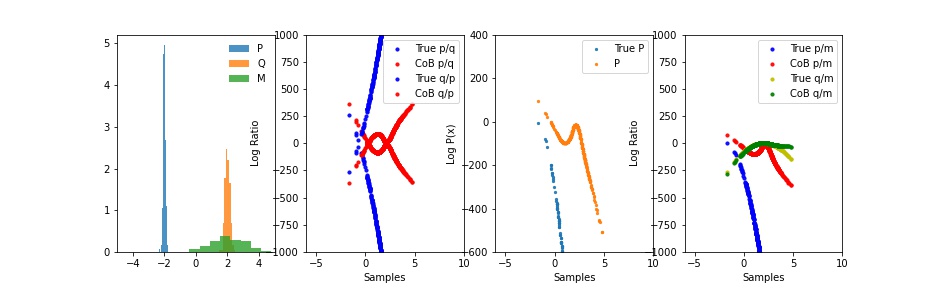 5
4
3
2
1
0
−4
−2
0
2
4
P
Q
M
Log Ratio
1000
750
500
250
0
−250
−500
−750
−1000
−5
0
5
10
Samples
True p/q
CoB p/q
True q/p
CoB q/p
Log P(x)
400
200
0
−200
−400
−600
−5
0
5
10
Samples
True P
P
Log Ratio
1000
750
500
250
0
−250
−500
−750
−1000
−5
0
5
10
Samples
True p/m
CoB p/m
True q/m
CoB q/m